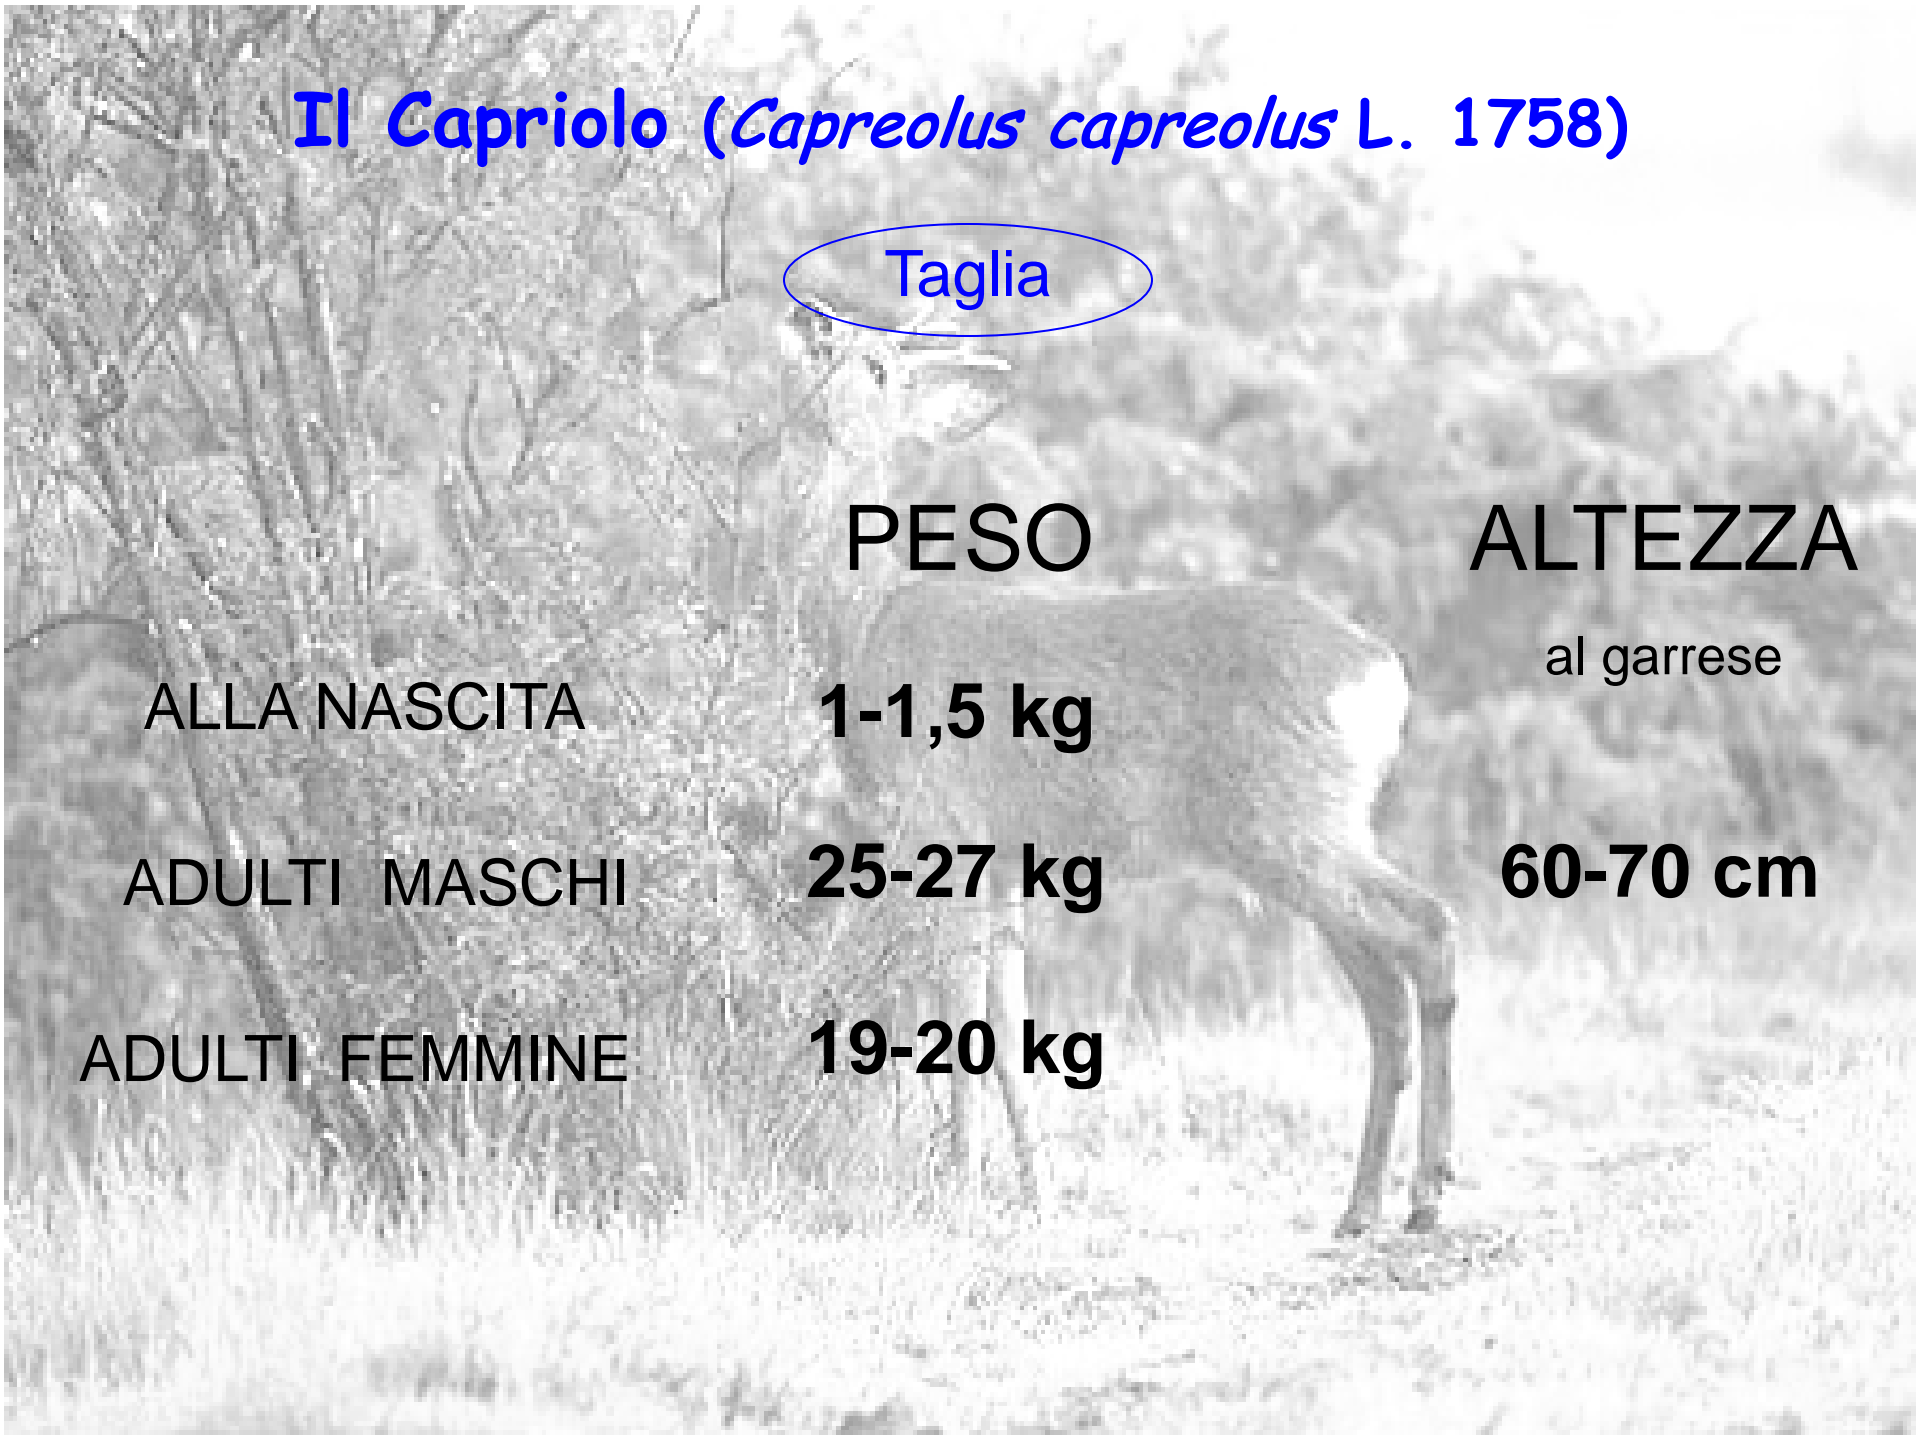 Il Capriolo (Capreolus capreolus L. 1758)
Taglia
PESO ALTEZZA
al garrese
ALLA NASCITA 1-1,5 kg
ADULTI MASCHI 25-27 kg 60-70 cm
ADULTI FEMMINE 19-20 kg